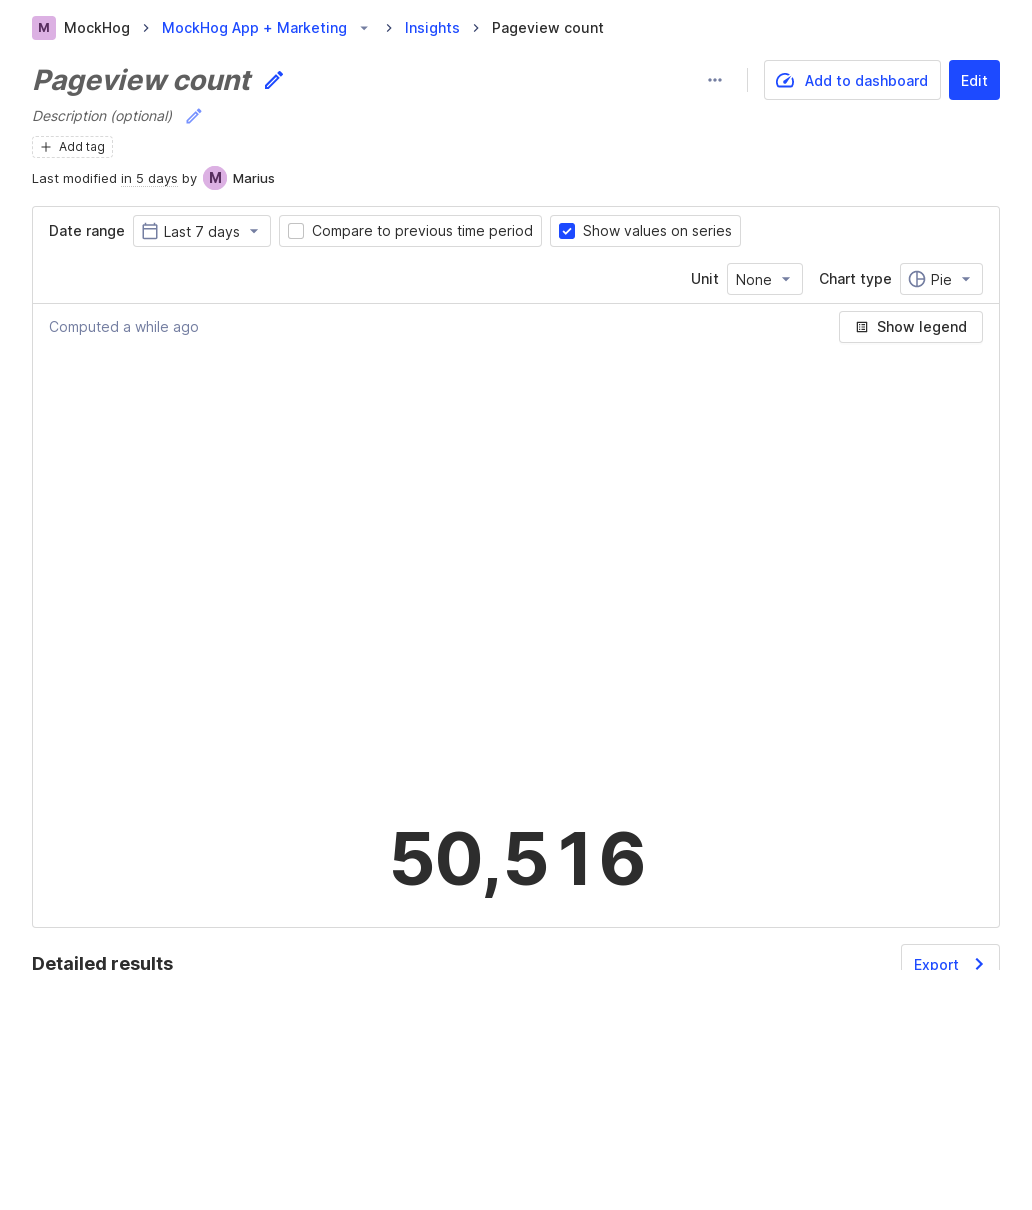 M MockHog MockHog App + Marketing Insights Pageview count
Pageview count
Add to dashboard
Edit
Description (optional)
Add tag
Last modified in 5 days by M Marius
Date range Last 7 days Compare to previous time period Show values on series
Unit None Chart type Pie
Computed a while ago Show legend
50,516
Detailed results Export